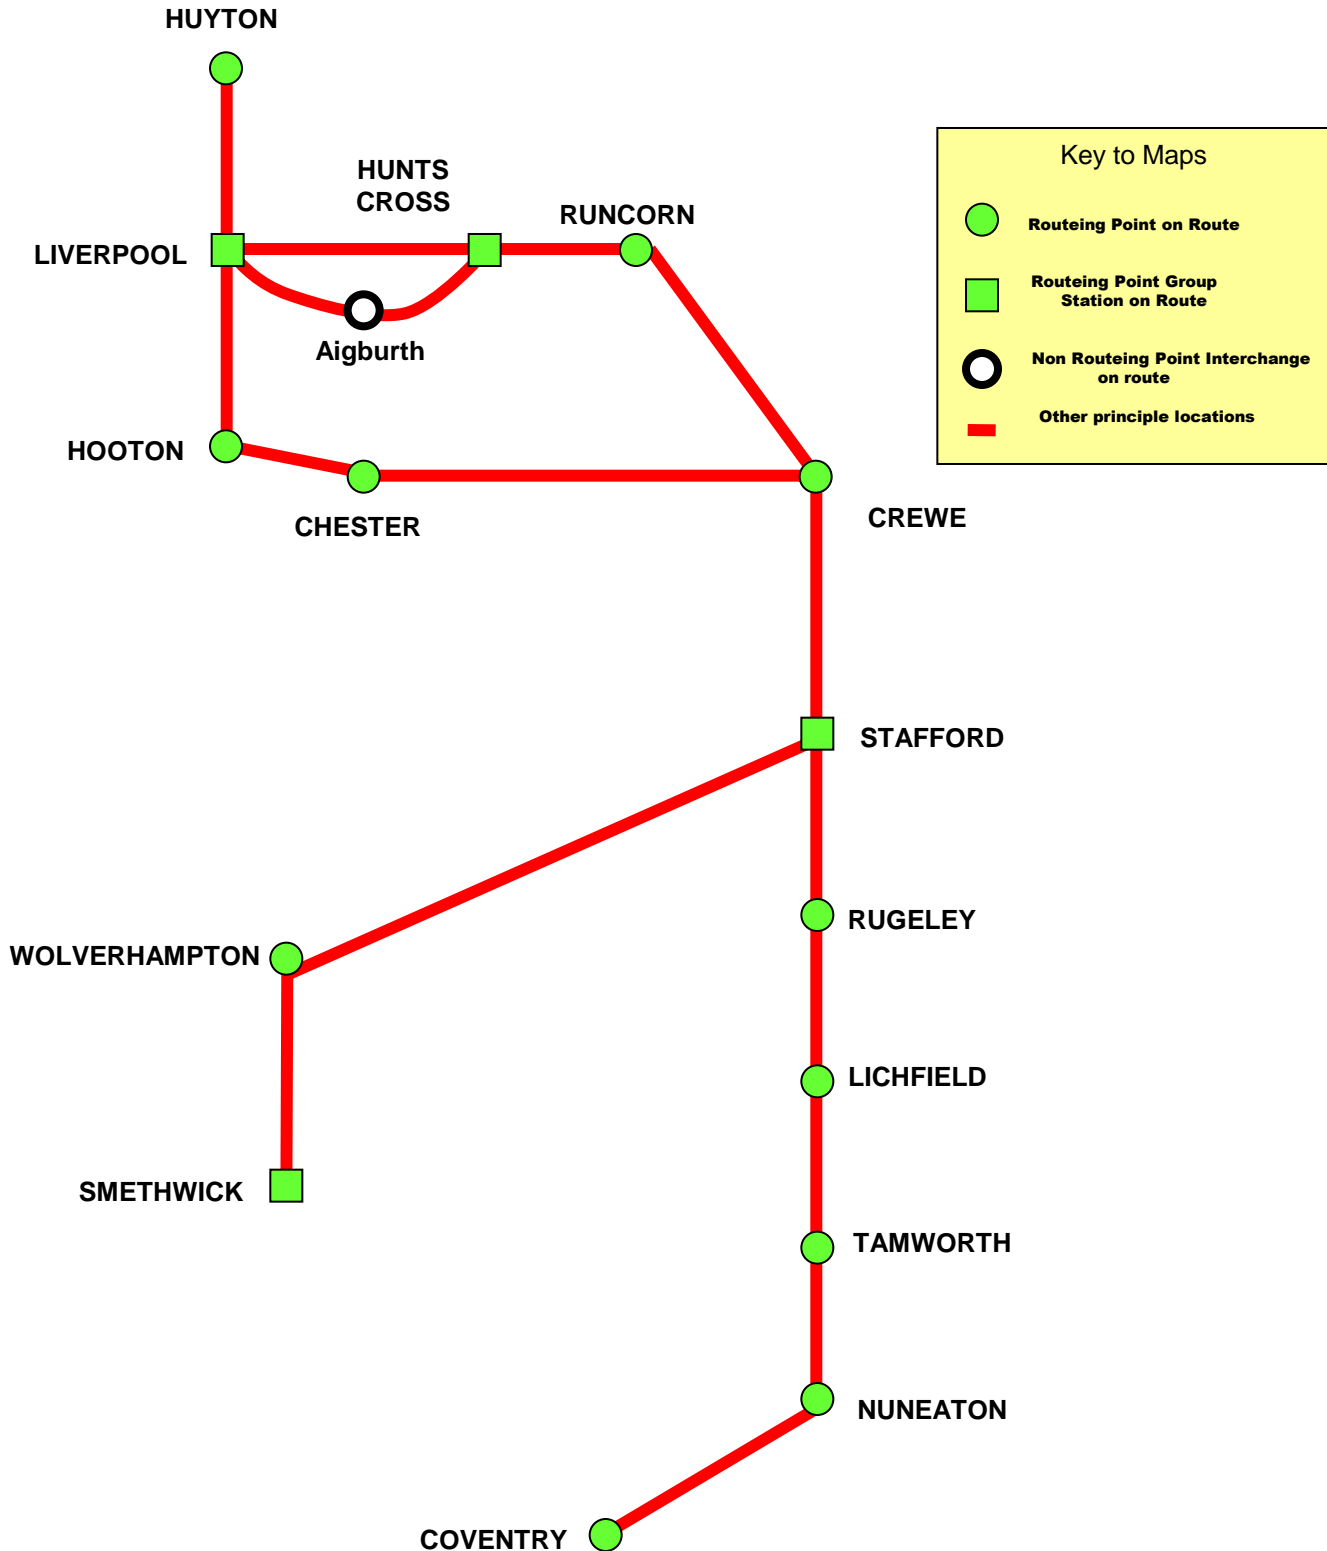 HUYTON
HUNTS
CROSS
RUNCORN
LIVERPOOL
Aigburth
HOOTON
CHESTER
CREWE
Key to Maps
Routeing Point on Route
Routeing Point Group
Station on Route
Non Routeing Point Interchange
on route
Other principle locations
STAFFORD
RUGELEY
WOLVERHAMPTON
LICHFIELD
SMETHWICK
TAMWORTH
NUNEATON
COVENTRY